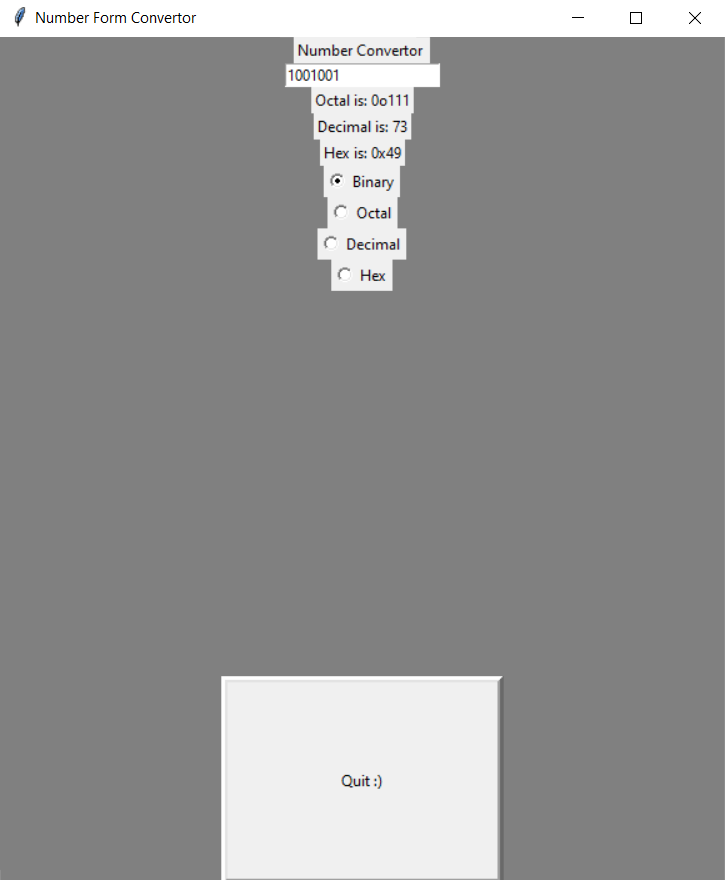 Number Form Convertor
Number Convertor
1001001
Octal is: 0o111
Decimal is: 73
Hex is: 0x49
Binary
Octal
Decimal
Hex
Quit :)